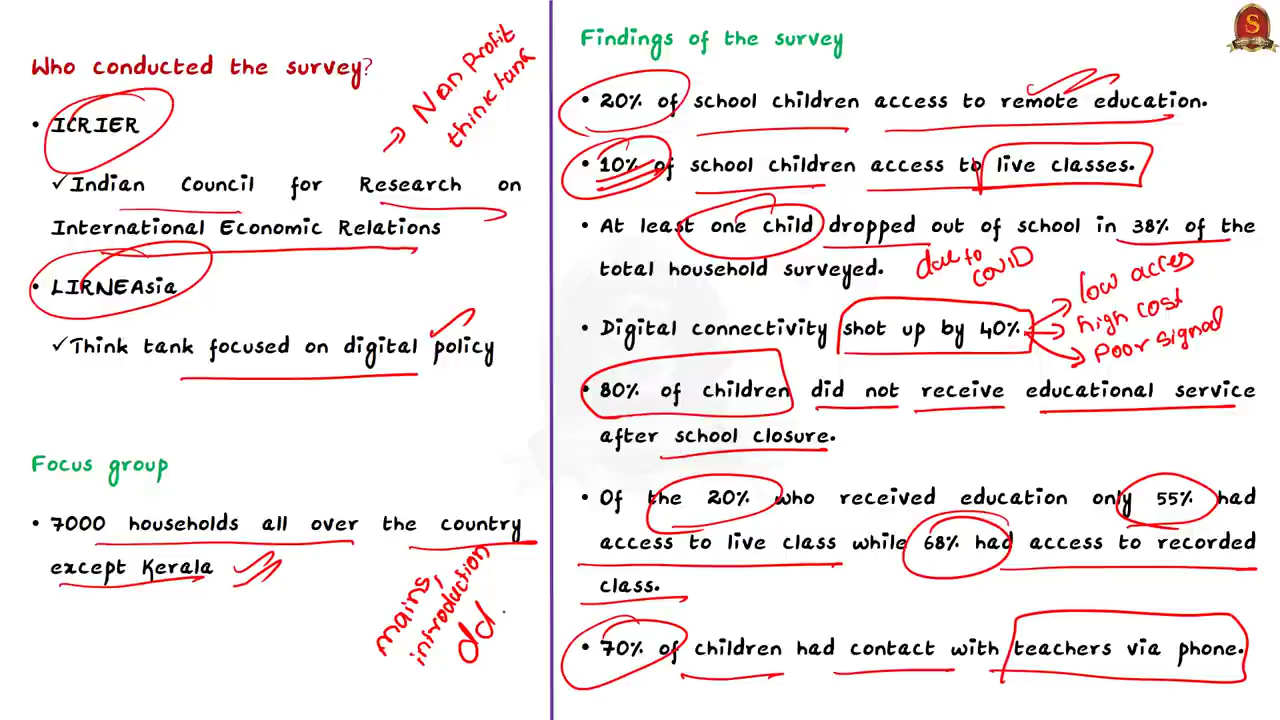 Who conducted the survey?
• ICRIER
→ Non Profit
think tank
✓Indian Council for Research on
International Economic Relations
• LIRNEAsia
✓Think tank focused on digital policy
Focus group
• 7000 households all over the country
except Kerala
mains,
introduction
Findings of the survey
• 20% of school children access to remote education.
• 10% of school children access to live classes.
• At least one child dropped out of school in 38% of the
total household surveyed.
due to
COVID
• Digital connectivity shot up by 40%.
low acces
high cost
Poor signal
• 80% of children did not receive educational service
after school closure.
• Of the 20% who received education only 55% had
access to live class while 68% had access to recorded
class.
• 70% of children had contact with teachers via phone.
S